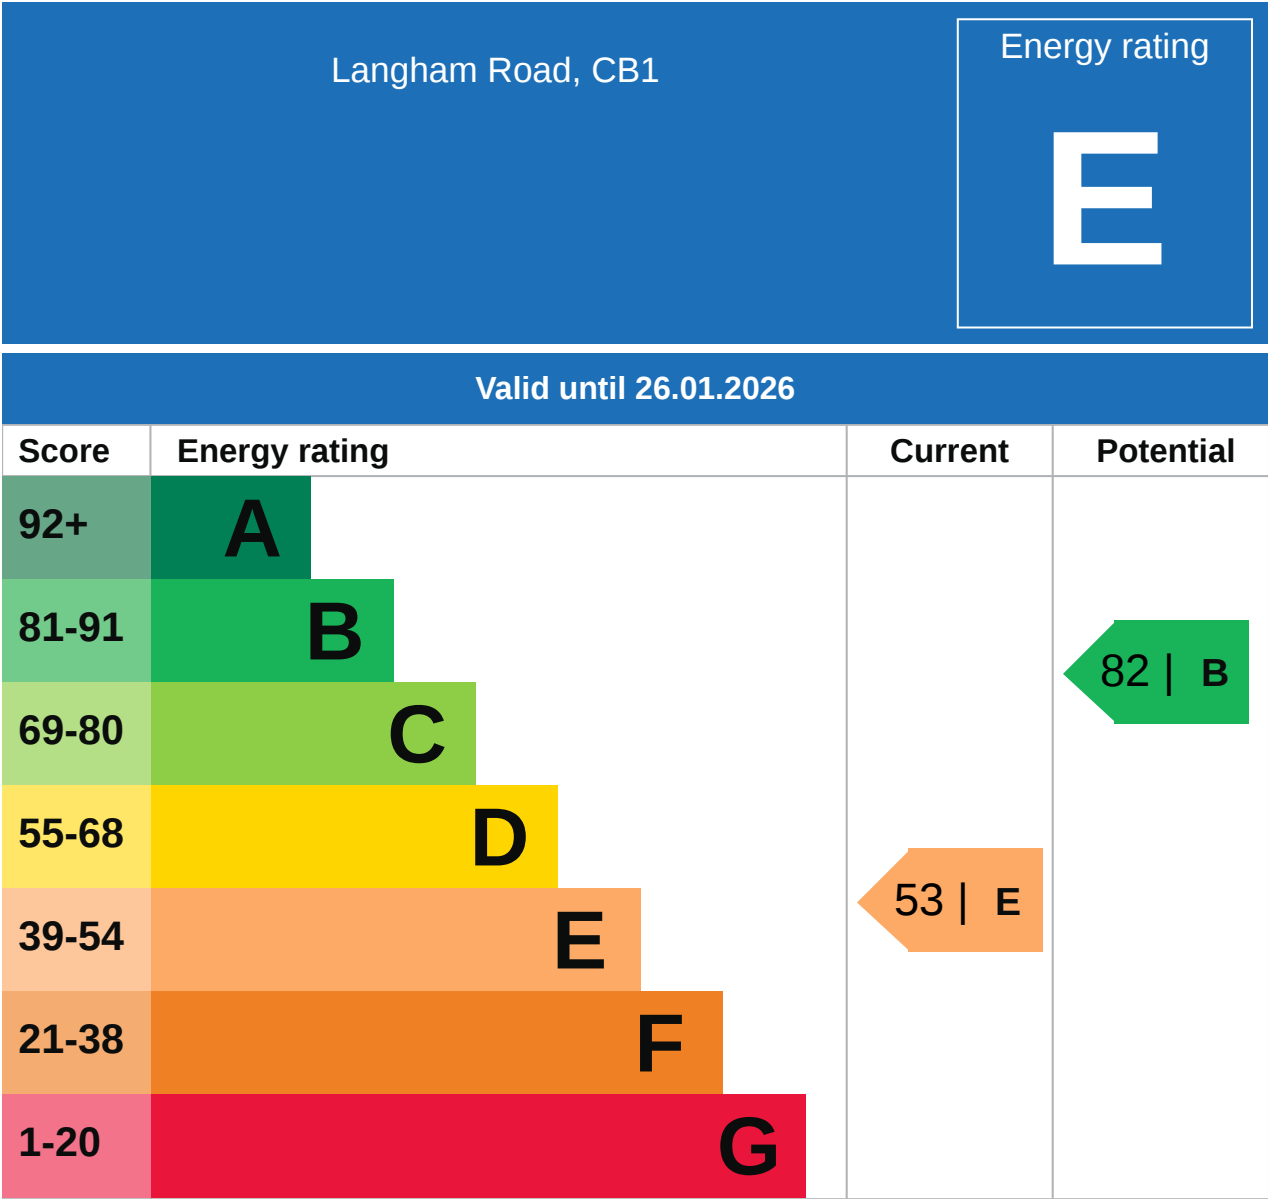 Langham Road, CB1
Energy rating
E
Valid until 26.01.2026
Score Energy rating Current Potential
92+ A
81-91 B
82 | B
69-80 C
55-68 D
39-54 E
53 | E
21-38 F
1-20 G